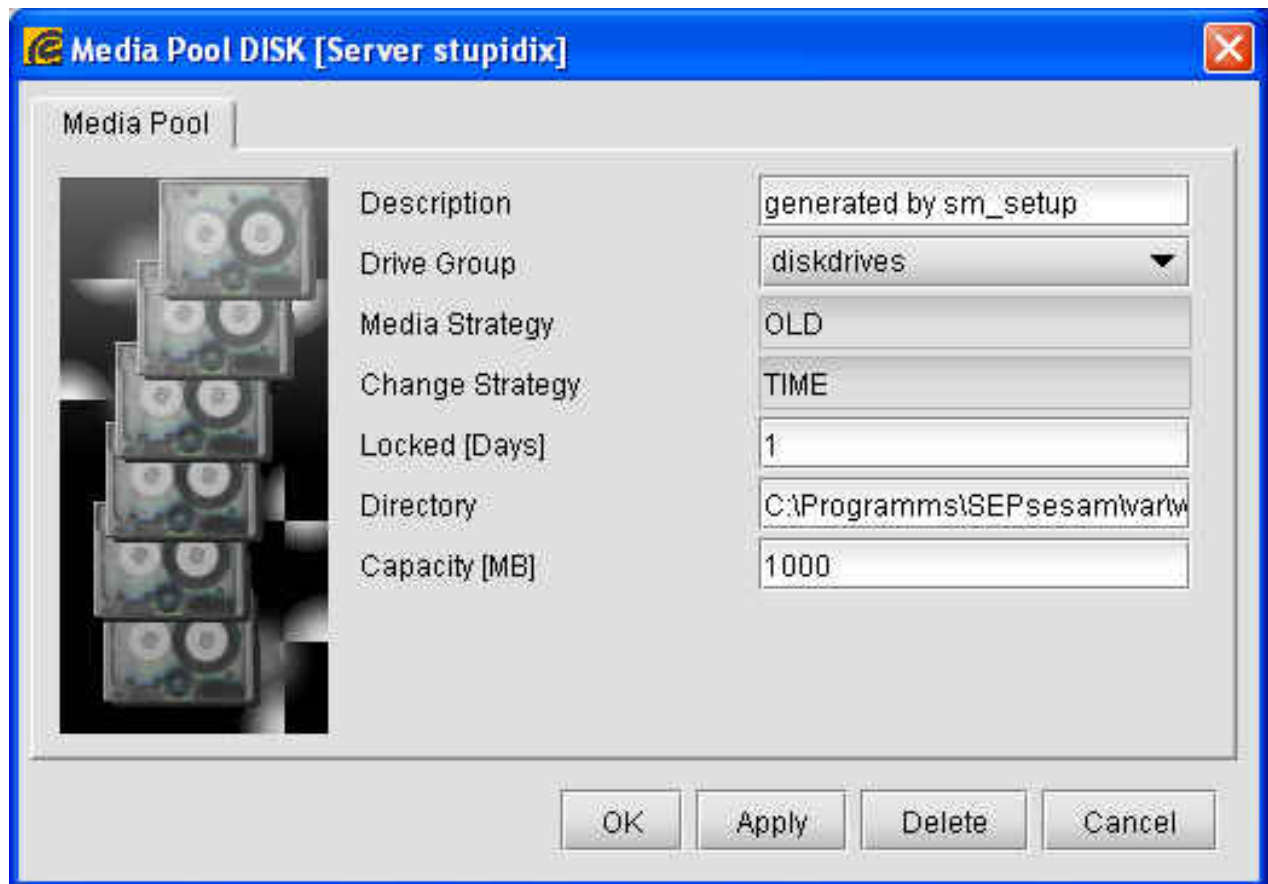 Media Pool DISK [Server stupidix]
Media Pool
Description generated by sm_setup
Drive Group diskdrives
Media Strategy OLD
Change Strategy TIME
Locked [Days] 1
Directory C:\Programms\SEPsesam\var\w
Capacity [MB] 1000
OK Apply Delete Cancel